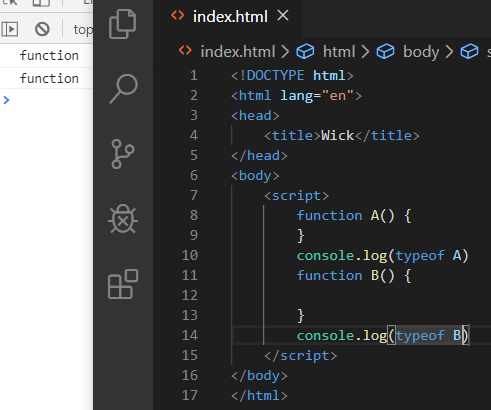 top
function
function
>
index.html ×
index.html > html > body > s
1 <!DOCTYPE html>
2 <html lang="en">
3 <head>
4     <title>Wick</title>
5 </head>
6 <body>
7     <script>
8         function A() {
9         }
10         console.log(typeof A)
11         function B() {
12
13         }
14         console.log(typeof B)
15     </script>
16 </body>
17 </html>